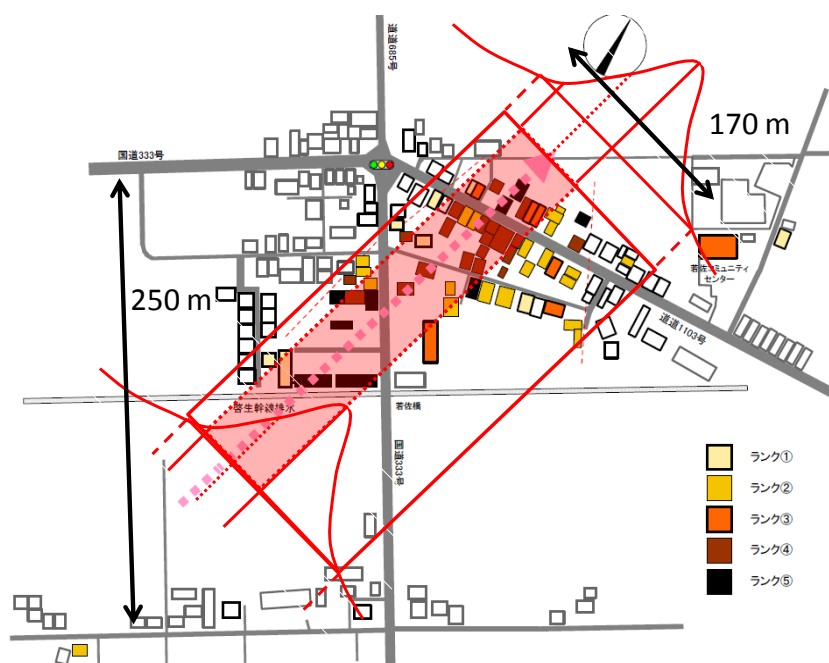 道道685号
170 m
国道333号
若佐コミュニティ
センター
250 m
道道1103号
啓生幹線排水
若佐橋
国道333号
ランク①
ランク②
ランク③
ランク④
ランク⑤